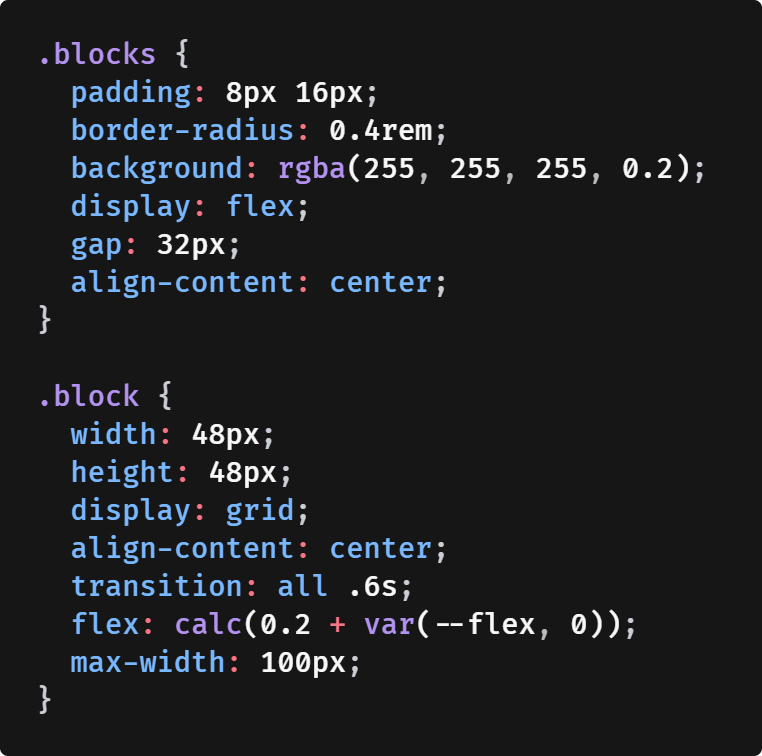 .blocks {
  padding: 8px 16px;
  border-radius: 0.4rem;
  background: rgba(255, 255, 255, 0.2);
  display: flex;
  gap: 32px;
  align-content: center;
}

.block {
  width: 48px;
  height: 48px;
  display: grid;
  align-content: center;
  transition: all .6s;
  flex: calc(0.2 + var(--flex, 0));
  max-width: 100px;
}